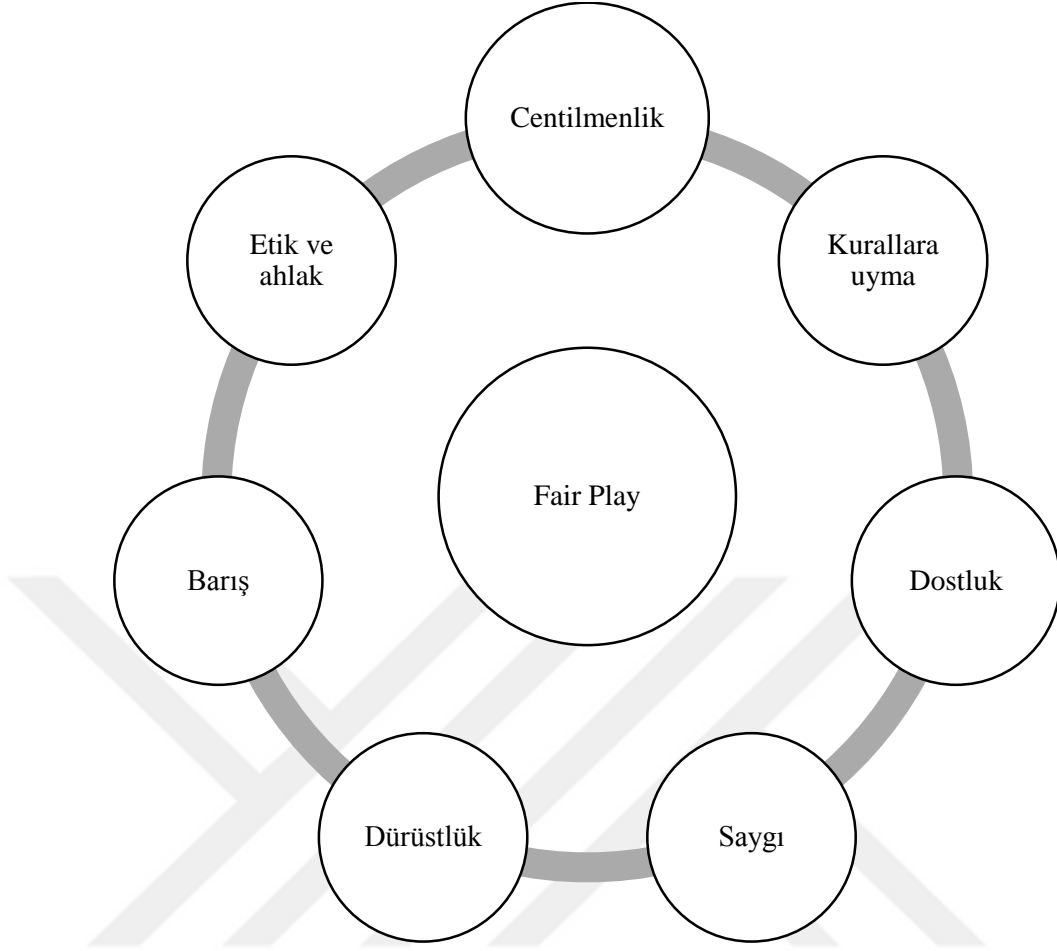 Centilmenlik
Etik ve
ahlak
Kurallara
uyma
Fair Play
Barış
Dostluk
Dürüstlük
Saygı